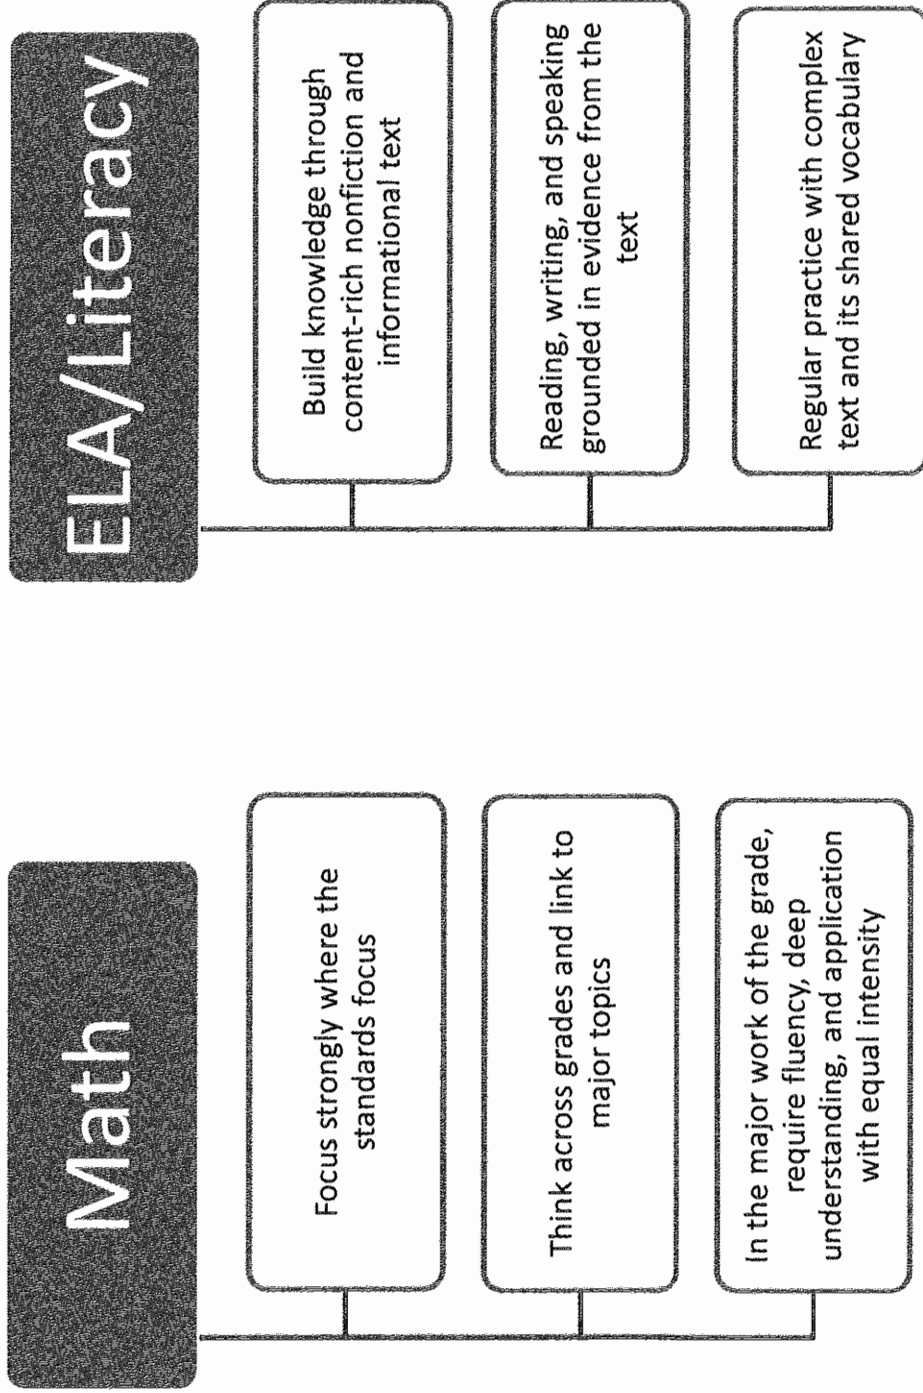 Math
Focus strongly where the
standards focus
Think across grades and link to
major topics
In the major work of the grade,
require fluency, deep
understanding, and application
with equal intensity
ELA/Literacy
Build knowledge through
content-rich nonfiction and
informational text
Reading, writing, and speaking
grounded in evidence from the
text
Regular practice with complex
text and its shared vocabulary